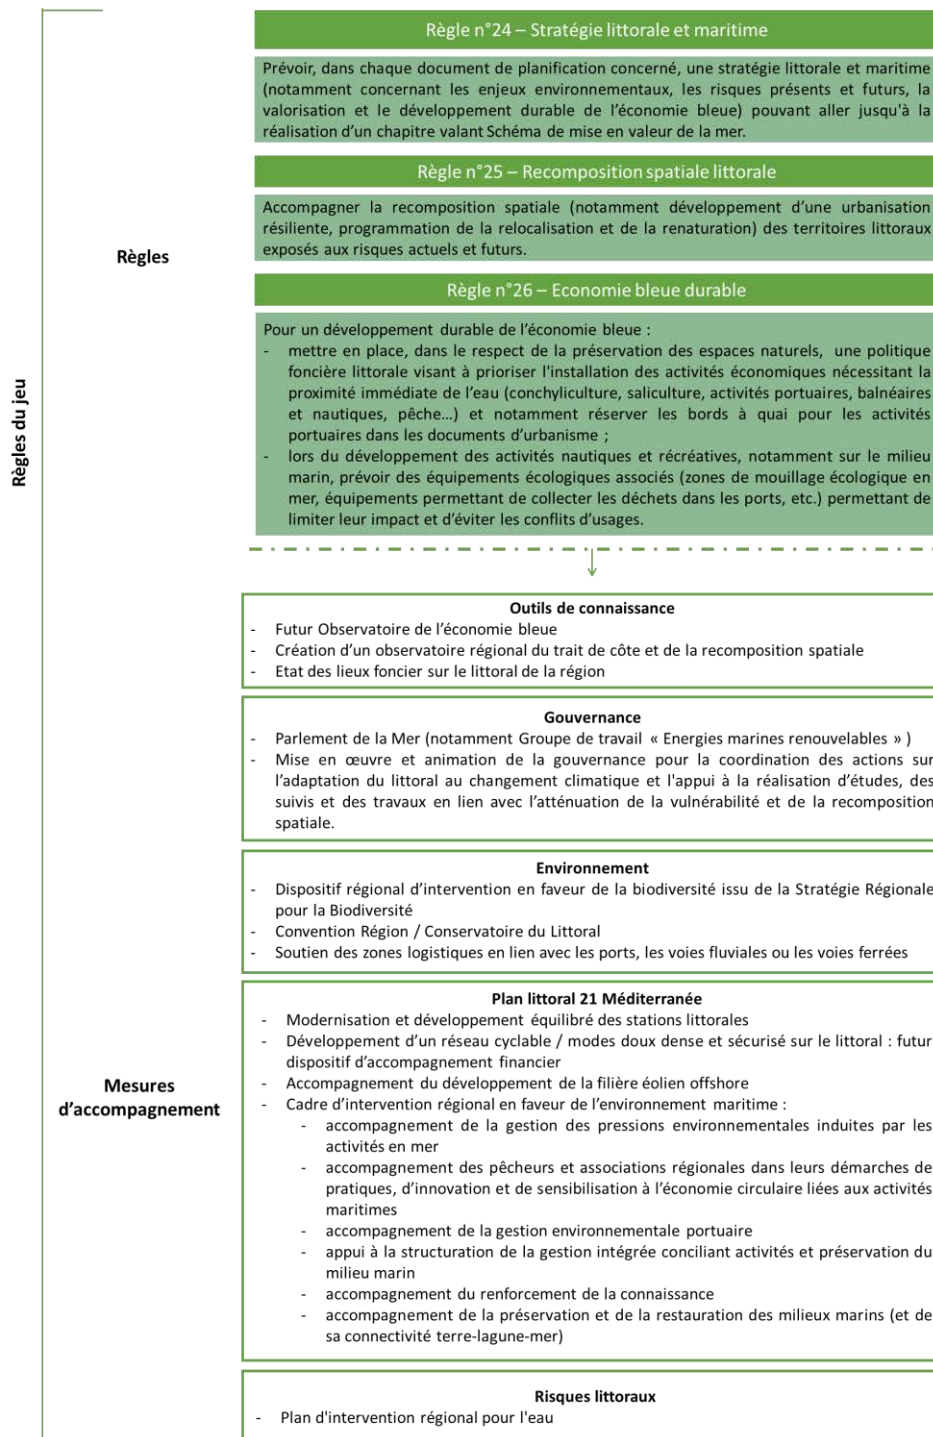 Règles du jeu
Règles
Règle n°24 – Stratégie littorale et maritime
Prévoir, dans chaque document de planification concerné, une stratégie littorale et maritime
(notamment concernant les enjeux environnementaux, les risques présents et futurs, la
valorisation et le développement durable de l’économie bleue) pouvant aller jusqu'à la
réalisation d’un chapitre valant Schéma de mise en valeur de la mer.
Règle n°25 – Recomposition spatiale littorale
Accompagner la recomposition spatiale (notamment développement d’une urbanisation
résiliente, programmation de la relocalisation et de la renaturation) des territoires littoraux
exposés aux risques actuels et futurs.
Règle n°26 – Economie bleue durable
Pour un développement durable de l’économie bleue :
- mettre en place, dans le respect de la préservation des espaces naturels, une politique
foncière littorale visant à prioriser l'installation des activités économiques nécessitant la
proximité immédiate de l’eau (conchyliculture, saliculture, activités portuaires, balnéaires
et nautiques, pêche…) et notamment réserver les bords à quai pour les activités
portuaires dans les documents d’urbanisme ;
- lors du développement des activités nautiques et récréatives, notamment sur le milieu
marin, prévoir des équipements écologiques associés (zones de mouillage écologique en
mer, équipements permettant de collecter les déchets dans les ports, etc.) permettant de
limiter leur impact et d’éviter les conflits d’usages.
Mesures
d’accompagnement
Outils de connaissance
- Futur Observatoire de l’économie bleue
- Création d’un observatoire régional du trait de côte et de la recomposition spatiale
- Etat des lieux foncier sur le littoral de la région
Gouvernance
- Parlement de la Mer (notamment Groupe de travail « Energies marines renouvelables » )
- Mise en œuvre et animation de la gouvernance pour la coordination des actions sur
l’adaptation du littoral au changement climatique et l'appui à la réalisation d’études, des
suivis et des travaux en lien avec l’atténuation de la vulnérabilité et de la recomposition
spatiale.
Environnement
- Dispositif régional d’intervention en faveur de la biodiversité issu de la Stratégie Régionale
pour la Biodiversité
- Convention Région / Conservatoire du Littoral
- Soutien des zones logistiques en lien avec les ports, les voies fluviales ou les voies ferrées
Plan littoral 21 Méditerranée
- Modernisation et développement équilibré des stations littorales
- Développement d’un réseau cyclable / modes doux dense et sécurisé sur le littoral : futur
dispositif d’accompagnement financier
- Accompagnement du développement de la filière éolien offshore
- Cadre d’intervention régional en faveur de l’environnement maritime :
- accompagnement de la gestion des pressions environnementales induites par les
activités en mer
- accompagnement des pêcheurs et associations régionales dans leurs démarches de
pratiques, d’innovation et de sensibilisation à l’économie circulaire liées aux activités
maritimes
- accompagnement de la gestion environnementale portuaire
- appui à la structuration de la gestion intégrée conciliant activités et préservation du
milieu marin
- accompagnement du renforcement de la connaissance
- accompagnement de la préservation et de la restauration des milieux marins (et de
sa connectivité terre-lagune-mer)
Risques littoraux
- Plan d'intervention régional pour l'eau